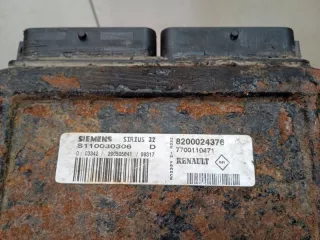 SIEMENS SIRIUS 32
S110030306 D
8200024376
7700110471
RENAULT